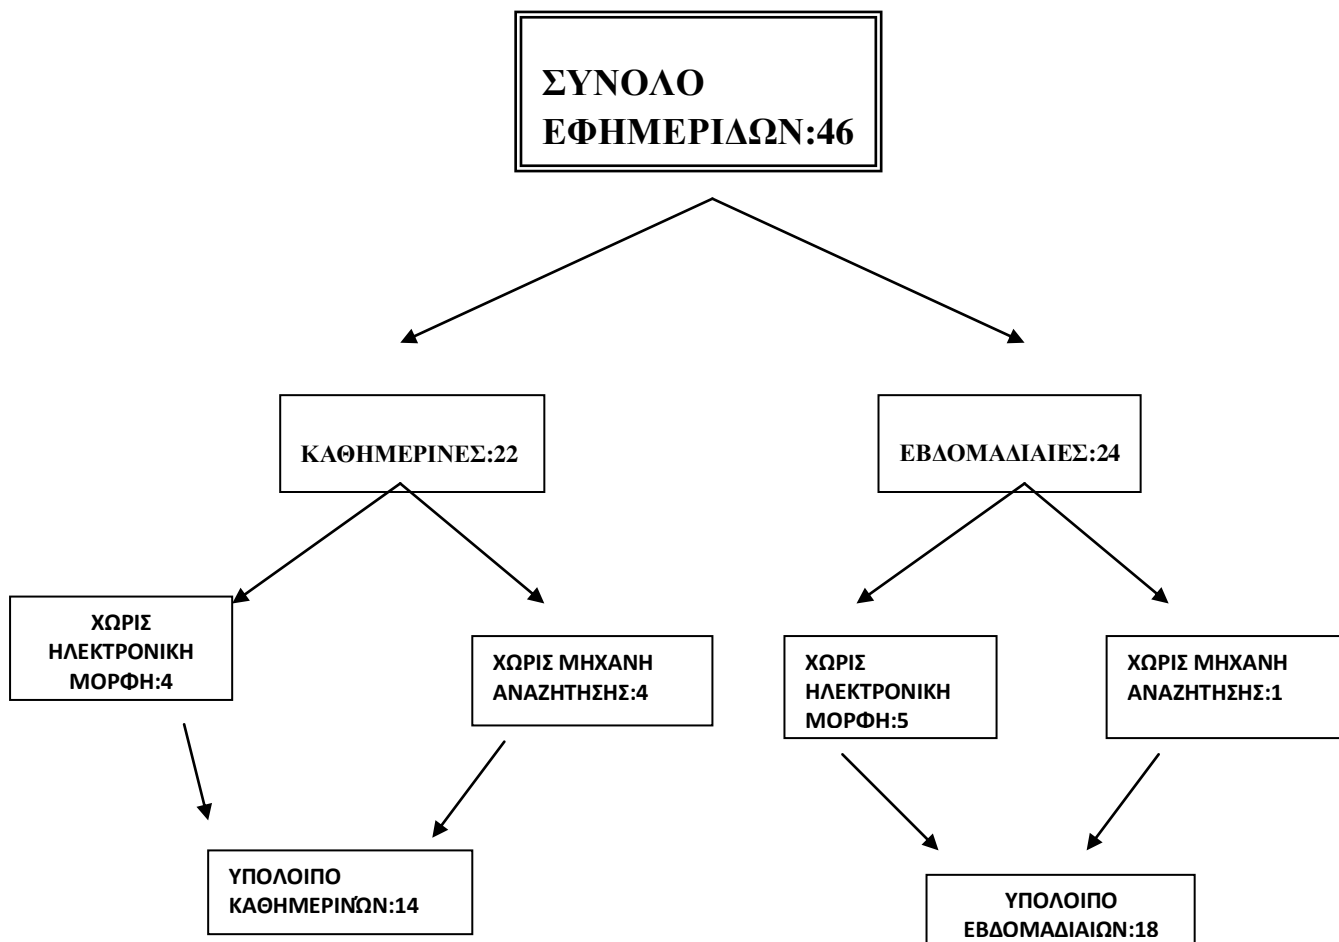 ΣΥΝΟΛΟ
ΕΦΗΜΕΡΙΔΩΝ:46
ΚΑΘΗΜΕΡΙΝΕΣ:22
ΕΒΔΟΜΑΔΙΑΙΕΣ:24
ΧΩΡΙΣ
ΗΛΕΚΤΡΟΝΙΚΗ
ΜΟΡΦΗ:4
ΧΩΡΙΣ ΜΗΧΑΝΗ
ΑΝΑΖΗΤΗΣΗΣ:4
ΧΩΡΙΣ
ΗΛΕΚΤΡΟΝΙΚΗ
ΜΟΡΦΗ:5
ΧΩΡΙΣ ΜΗΧΑΝΗ
ΑΝΑΖΗΤΗΣΗΣ:1
ΥΠΟΛΟΙΠΟ
ΚΑΘΗΜΕΡΙΝΏΝ:14
ΥΠΟΛΟΙΠΟ
ΕΒΔΟΜΑΔΙΑΙΩΝ:18